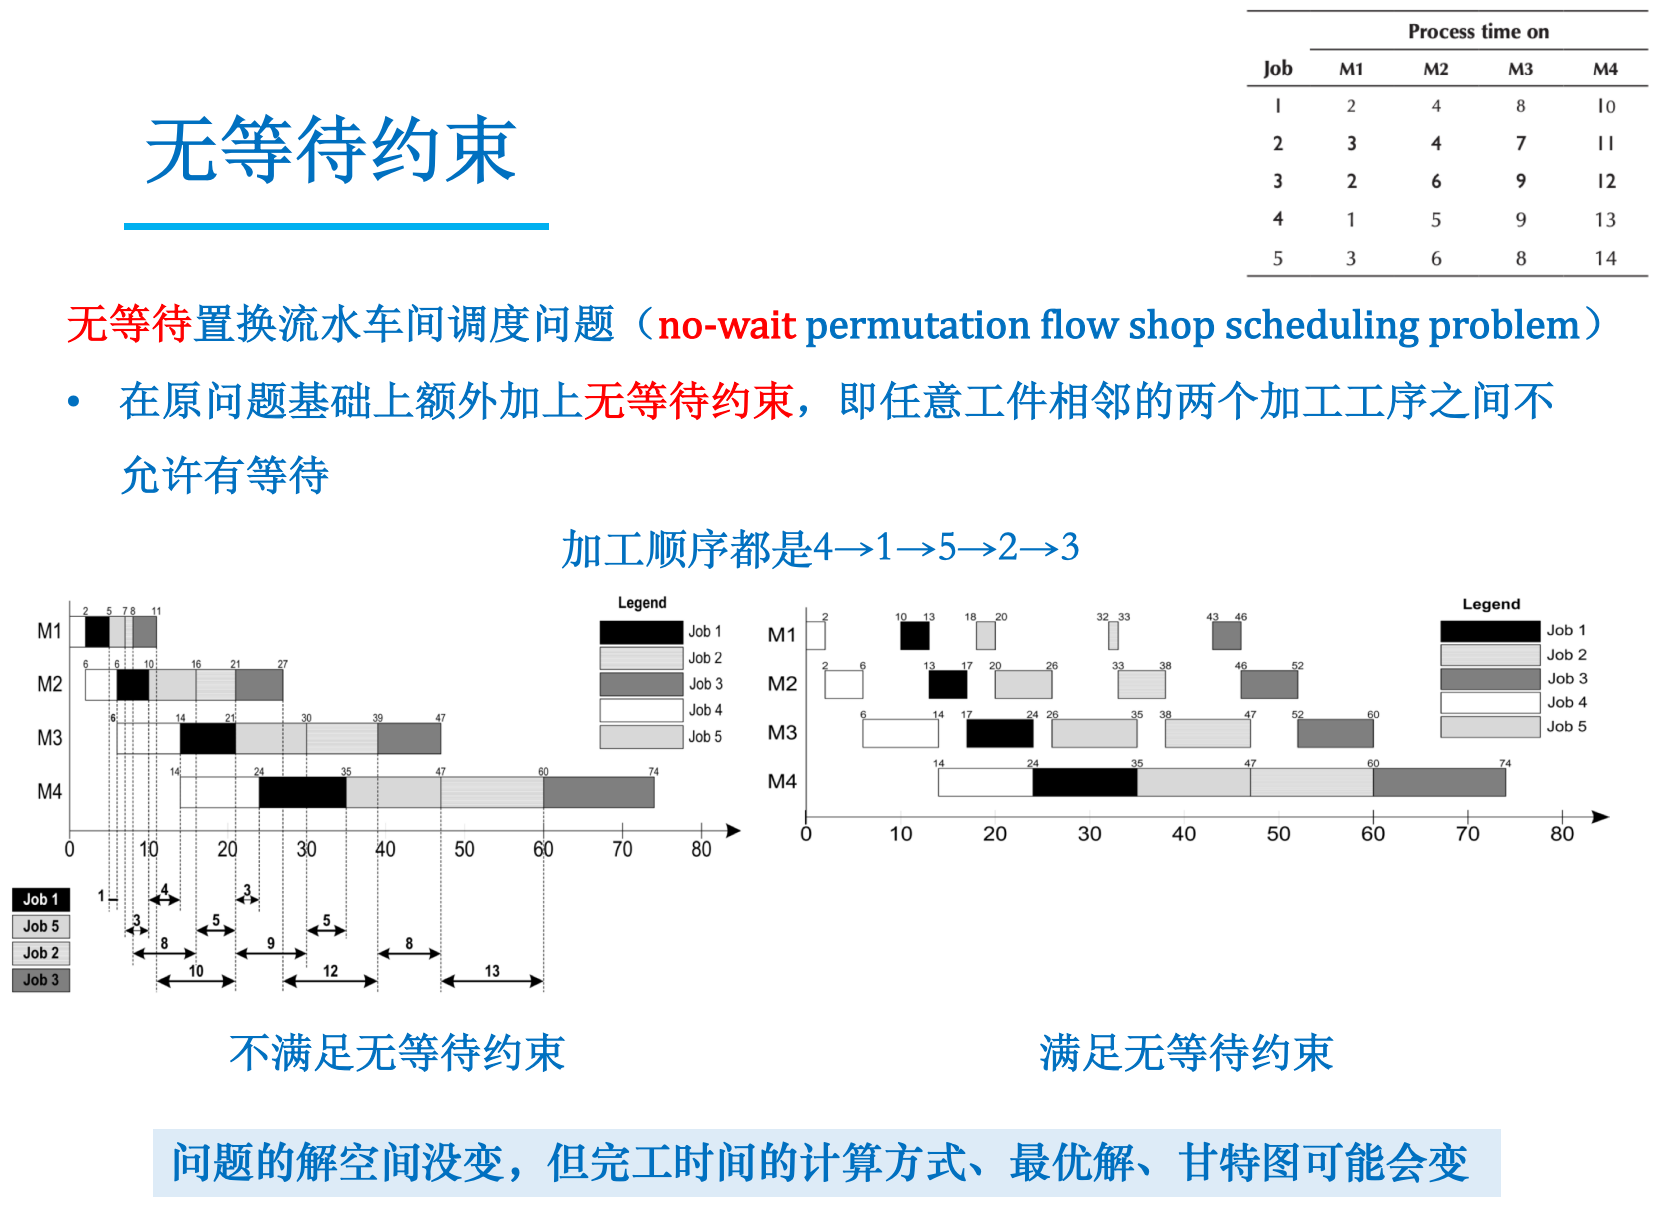 Process time on
Job M1 M2 M3 M4
1 2 4 8 10
2 3 4 7 11
3 2 6 9 12
4 1 5 9 13
5 3 6 8 14
无等待约束
无等待置换流水车间调度问题（no-wait permutation flow shop scheduling problem）
• 在原问题基础上额外加上无等待约束，即任意工件相邻的两个加工工序之间不
允许有等待
加工顺序都是4→1→5→2→3
Legend
Job 1
Job 2
Job 3
Job 4
Job 5
2 5 7 8 11
M1
6 6 10 16 21 27
M2
6 14 21 30 39 47
M3
14 24 35 47 60 74
M4
0 10 20 30 40 50 60 70 80
Job 1 1 4 3
Job 5 3 5 5
Job 2 8 9 8
Job 3 10 12 13
Legend
Job 1
Job 2
Job 3
Job 4
Job 5
2 10 13 18 20 32 33 43 46
M1
2 6 13 17 20 26 33 38 46 52
M2
6 14 17 24 26 35 38 47 52 60
M3
14 24 35 47 60 74
M4
0 10 20 30 40 50 60 70 80
不满足无等待约束
满足无等待约束
问题的解空间没变，但完工时间的计算方式、最优解、甘特图可能会变